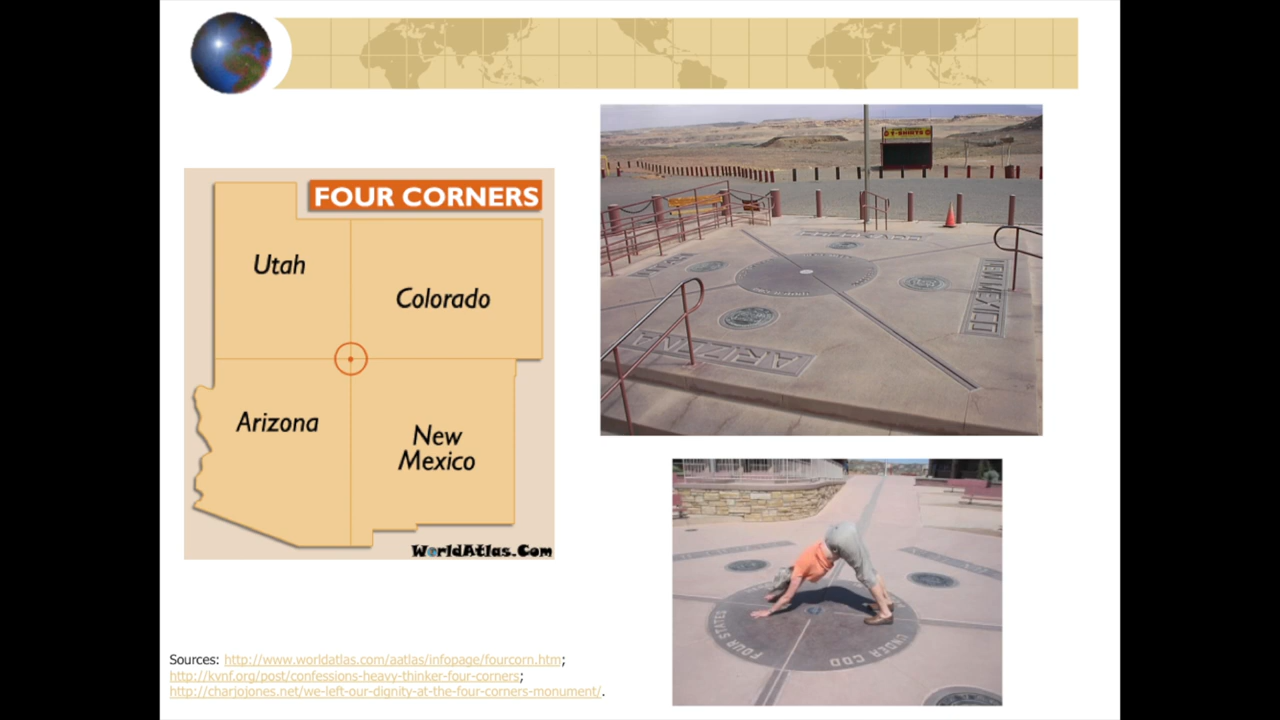 FOUR CORNERS
Utah
Colorado
Arizona
New
Mexico
WorldAtlas.Com
T-SHIRTS
COLORADO
NEW MEXICO
ARIZONA
FOUR STATES
UNDER GOD
Sources: http://www.worldatlas.com/aatlas/infopage/fourcorn.htm;
http://kvnf.org/post/confessions-heavy-thinker-four-corners;
http://charjojones.net/we-left-our-dignity-at-the-four-corners-monument/.